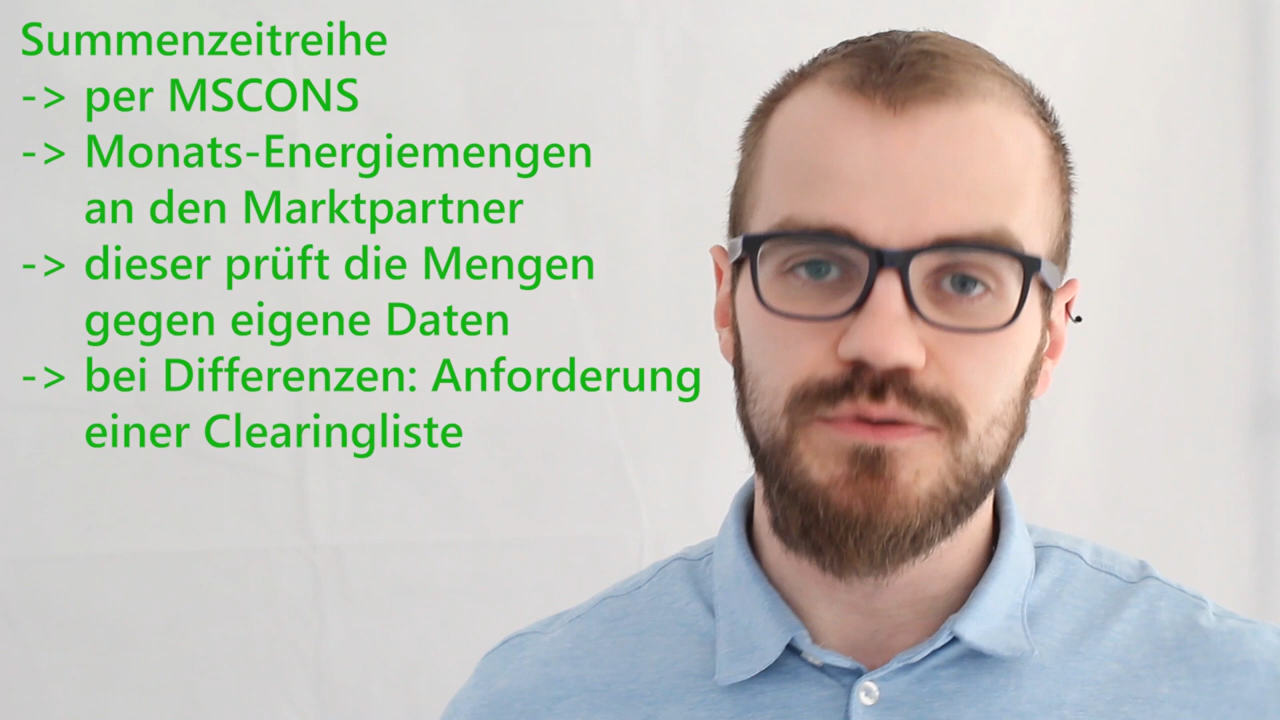 Summenzeitreihe
-> per MSCONS
-> Monats-Energiemengen
an den Marktpartner
-> dieser prüft die Mengen
gegen eigene Daten
-> bei Differenzen: Anforderung
einer Clearingliste